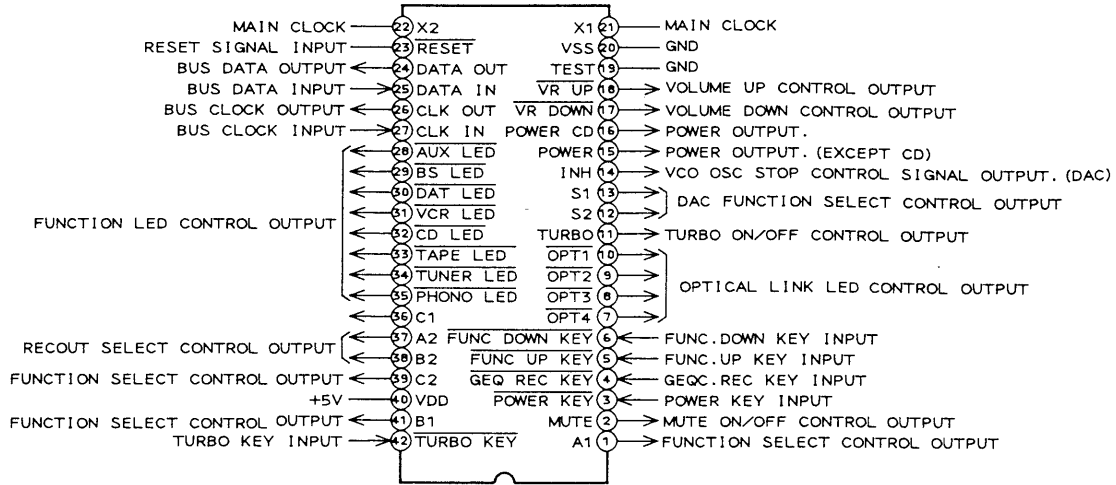 MAIN CLOCK 22 X2 X1 21 MAIN CLOCK
RESET SIGNAL INPUT 23 RESET VSS 20 GND
BUS DATA OUTPUT 24 DATA OUT TEST 19 GND
BUS DATA INPUT 25 DATA IN VR UP 18 VOLUME UP CONTROL OUTPUT
BUS CLOCK OUTPUT 26 CLK OUT VR DOWN 17 VOLUME DOWN CONTROL OUTPUT
BUS CLOCK INPUT 27 CLK IN POWER CD 16 POWER OUTPUT.
28 AUX LED POWER 15 POWER OUTPUT. (EXCEPT CD)
29 BS LED INH 14 VCO OSC STOP CONTROL SIGNAL OUTPUT. (DAC)
30 DAT LED S1 13
DAC FUNCTION SELECT CONTROL OUTPUT
31 VCR LED S2 12
FUNCTION LED CONTROL OUTPUT
32 CD LED TURBO 11 TURBO ON/OFF CONTROL OUTPUT
33 TAPE LED OPT1 10
34 TUNER LED OPT2 9
OPTICAL LINK LED CONTROL OUTPUT
35 PHONO LED OPT3 8
36 C1 OPT4 7
37 A2 FUNC DOWN KEY 6 FUNC.DOWN KEY INPUT
RECOUT SELECT CONTROL OUTPUT
38 B2 FUNC UP KEY 5 FUNC.UP KEY INPUT
FUNCTION SELECT CONTROL OUTPUT 39 C2 GEQ REC KEY 4 GEQC.REC KEY INPUT
+5V 40 VDD POWER KEY 3 POWER KEY INPUT
FUNCTION SELECT CONTROL OUTPUT 41 B1 MUTE 2 MUTE ON/OFF CONTROL OUTPUT
TURBO KEY INPUT 42 TURBO KEY A1 1 FUNCTION SELECT CONTROL OUTPUT